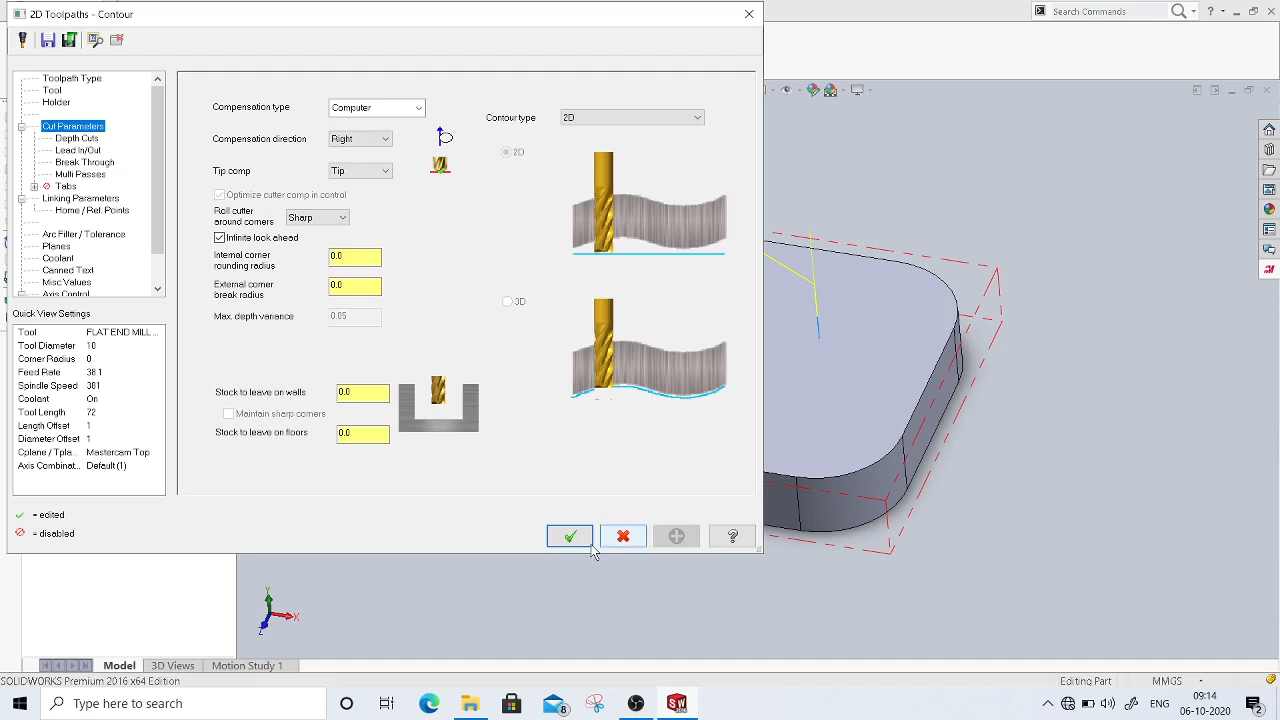 2D Toolpaths - Contour
Search Commands
Toolpath Type
Tool
Holder
Cut Parameters
Depth Cuts
Lead In/Out
Break Through
Multi Passes
Tabs
Linking Parameters
Home / Ref. Points
Arc Filter / Tolerance
Planes
Coolant
Canned Text
Misc Values
Axis Control
Compensation type
Computer
Compensation direction
Right
Tip comp
Tip
Optimize cutter comp in control
Roll cutter
around corners
Sharp
Infinite look ahead
Internal corner
rounding radius
0.0
External corner
break radius
0.0
Max. depth variance
0.05
Stock to leave on walls
0.0
Maintain sharp corners
Stock to leave on floors
0.0
Contour type
2D
2D
3D
Quick View Settings
Tool FLAT END MILL ...
Tool Diameter 10
Corner Radius 0
Feed Rate 38.1
Spindle Speed 381
Coolant On
Tool Length 72
Length Offset 1
Diameter Offset 1
Cplane / Tpla... Mastercam Top
Axis Combinat... Default (1)
= edited
= disabled
Y
X
Z
Model
3D Views
Motion Study 1
SOLIDWORKS Premium 2016 x64 Edition
Editing Part
MMGS
Type here to search
8
ENG
09:14
06-10-2020
2